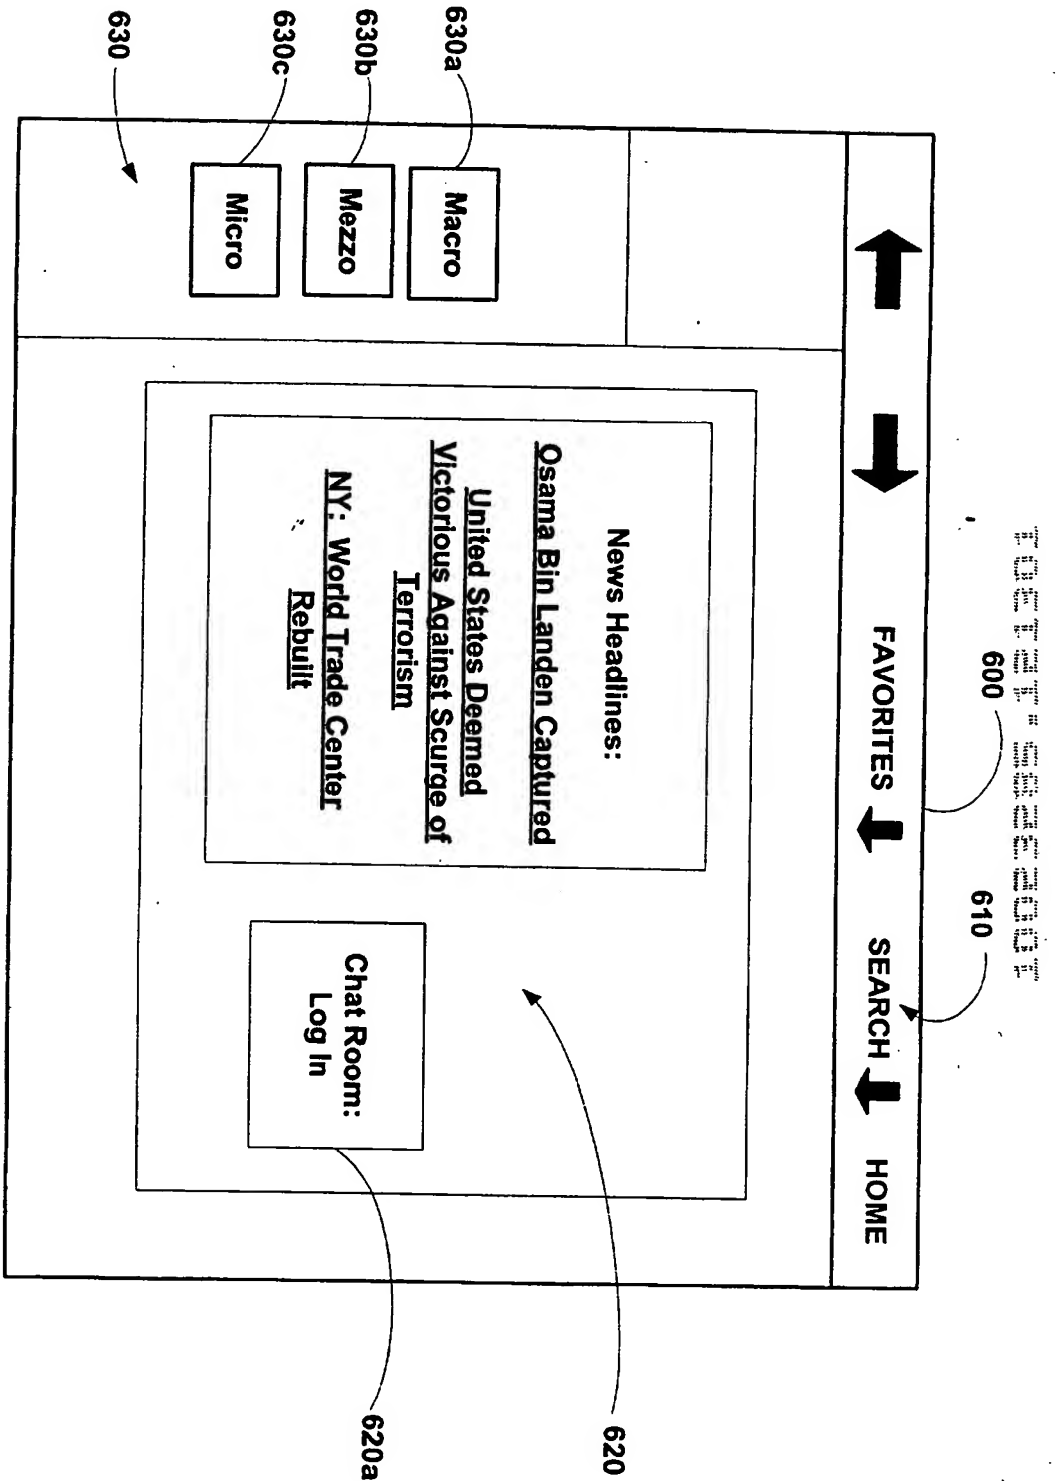 FAVORITES
SEARCH
HOME
600
610
News Headlines:
Osama Bin Landen Captured
United States Deemed
Victorious Against Scurge of
Terrorism
NY: World Trade Center
Rebuilt
Chat Room:
Log In
620
620a
Macro
Mezzo
Micro
630a
630b
630c
630